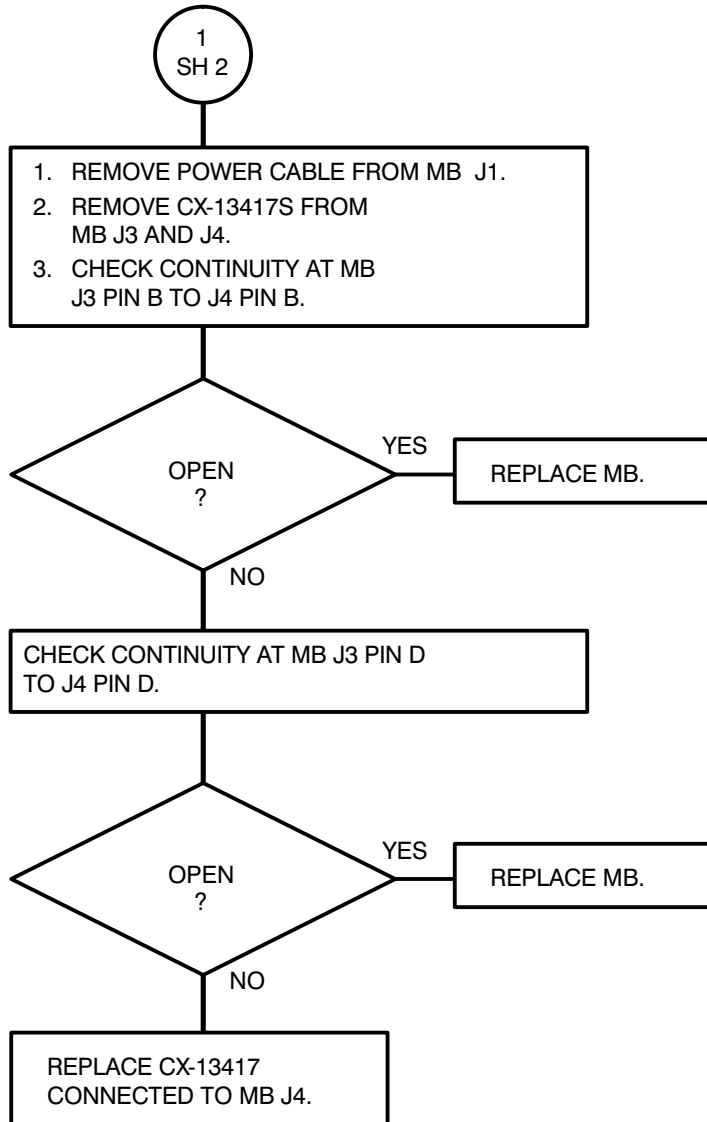 1
SH 2
1. REMOVE POWER CABLE FROM MB J1.
2. REMOVE CX-13417S FROM
MB J3 AND J4.
3. CHECK CONTINUITY AT MB
J3 PIN B TO J4 PIN B.
OPEN
?
YES
REPLACE MB.
NO
CHECK CONTINUITY AT MB J3 PIN D
TO J4 PIN D.
OPEN
?
YES
REPLACE MB.
NO
REPLACE CX-13417
CONNECTED TO MB J4.